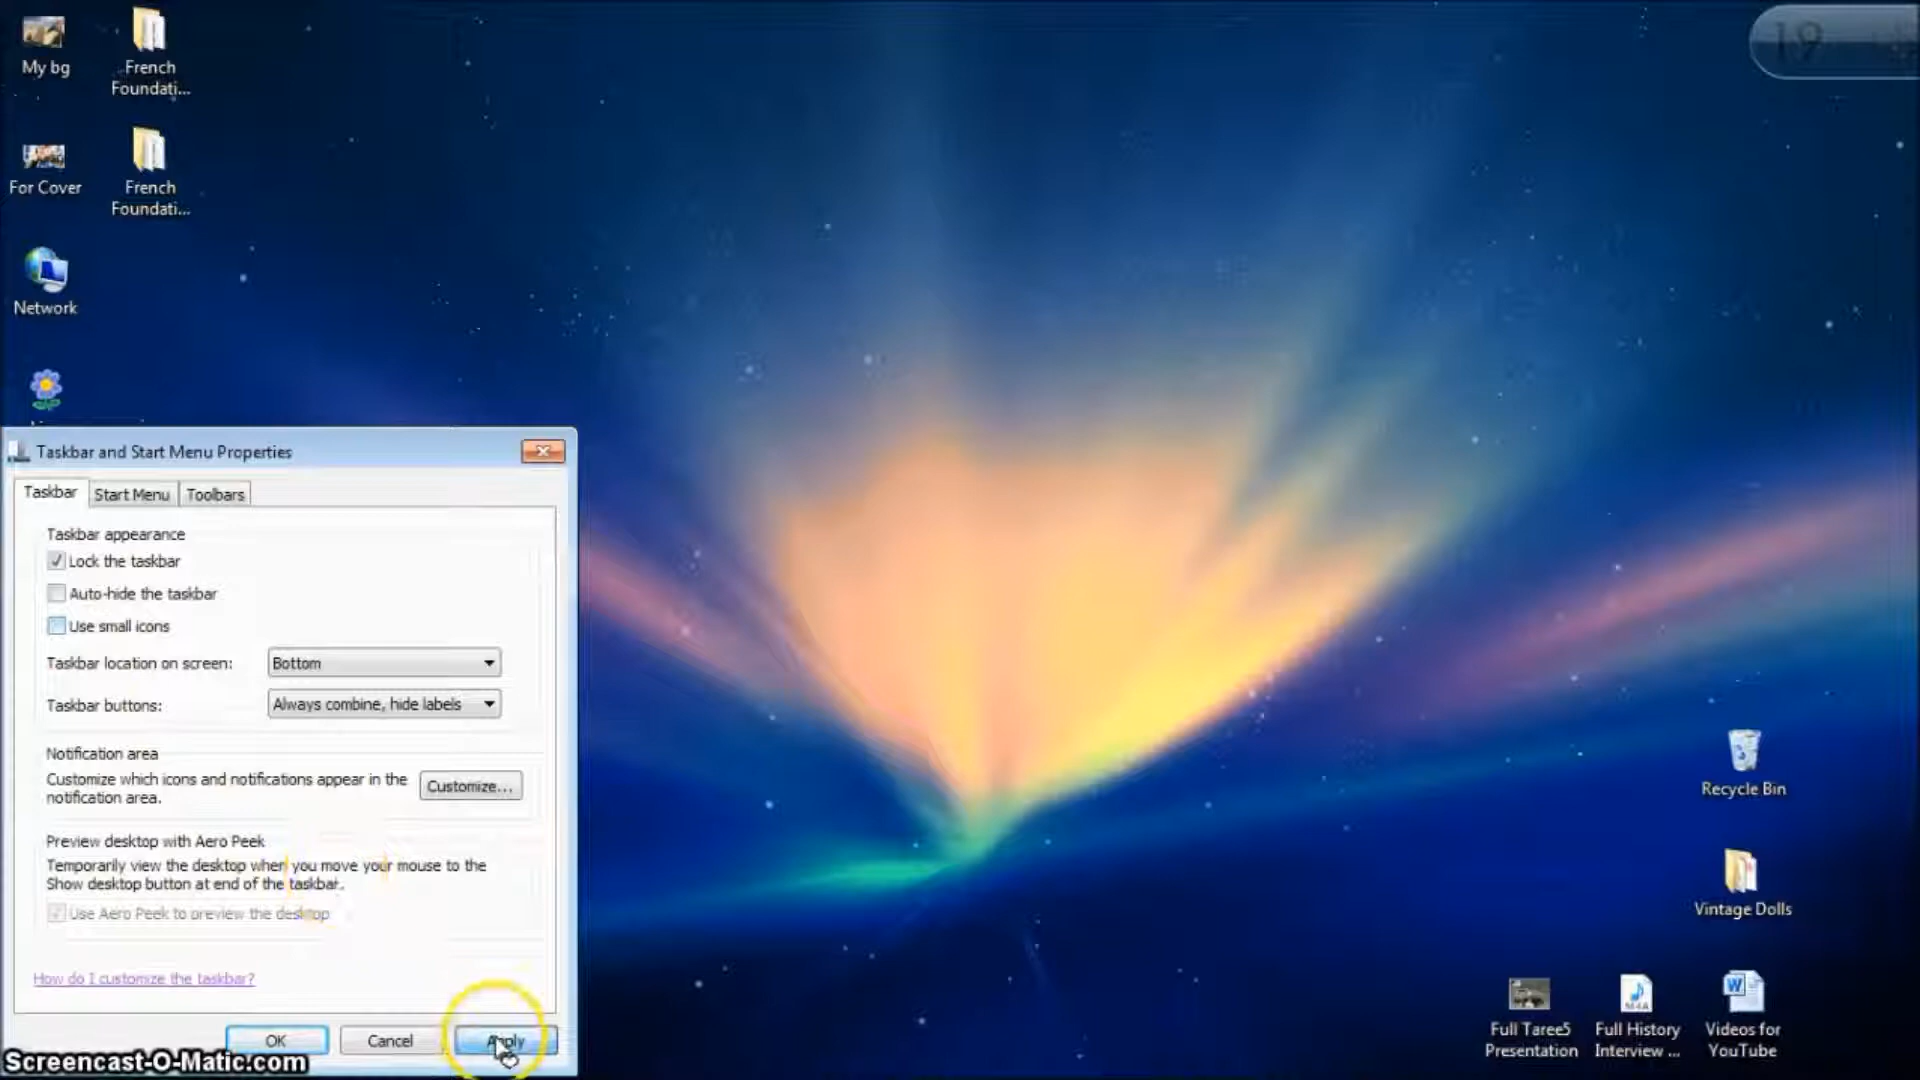 My bg
French
Foundati...
For Cover
French
Foundati...
Network
19
Taskbar and Start Menu Properties
Taskbar
Start Menu
Toolbars
Taskbar appearance
Lock the taskbar
Auto-hide the taskbar
Use small icons
Taskbar location on screen:
Bottom
Taskbar buttons:
Always combine, hide labels
Notification area
Customize which icons and notifications appear in the
notification area.
Customize...
Preview desktop with Aero Peek
Temporarily view the desktop when you move your mouse to the
Show desktop button at end of the taskbar.
Use Aero Peek to preview the desktop
How do I customize the taskbar?
OK
Cancel
Apply
Screencast-O-Matic.com
Recycle Bin
Vintage Dolls
Full Taree5
Presentation
M4A
Full History
Interview ...
W
Videos for
YouTube